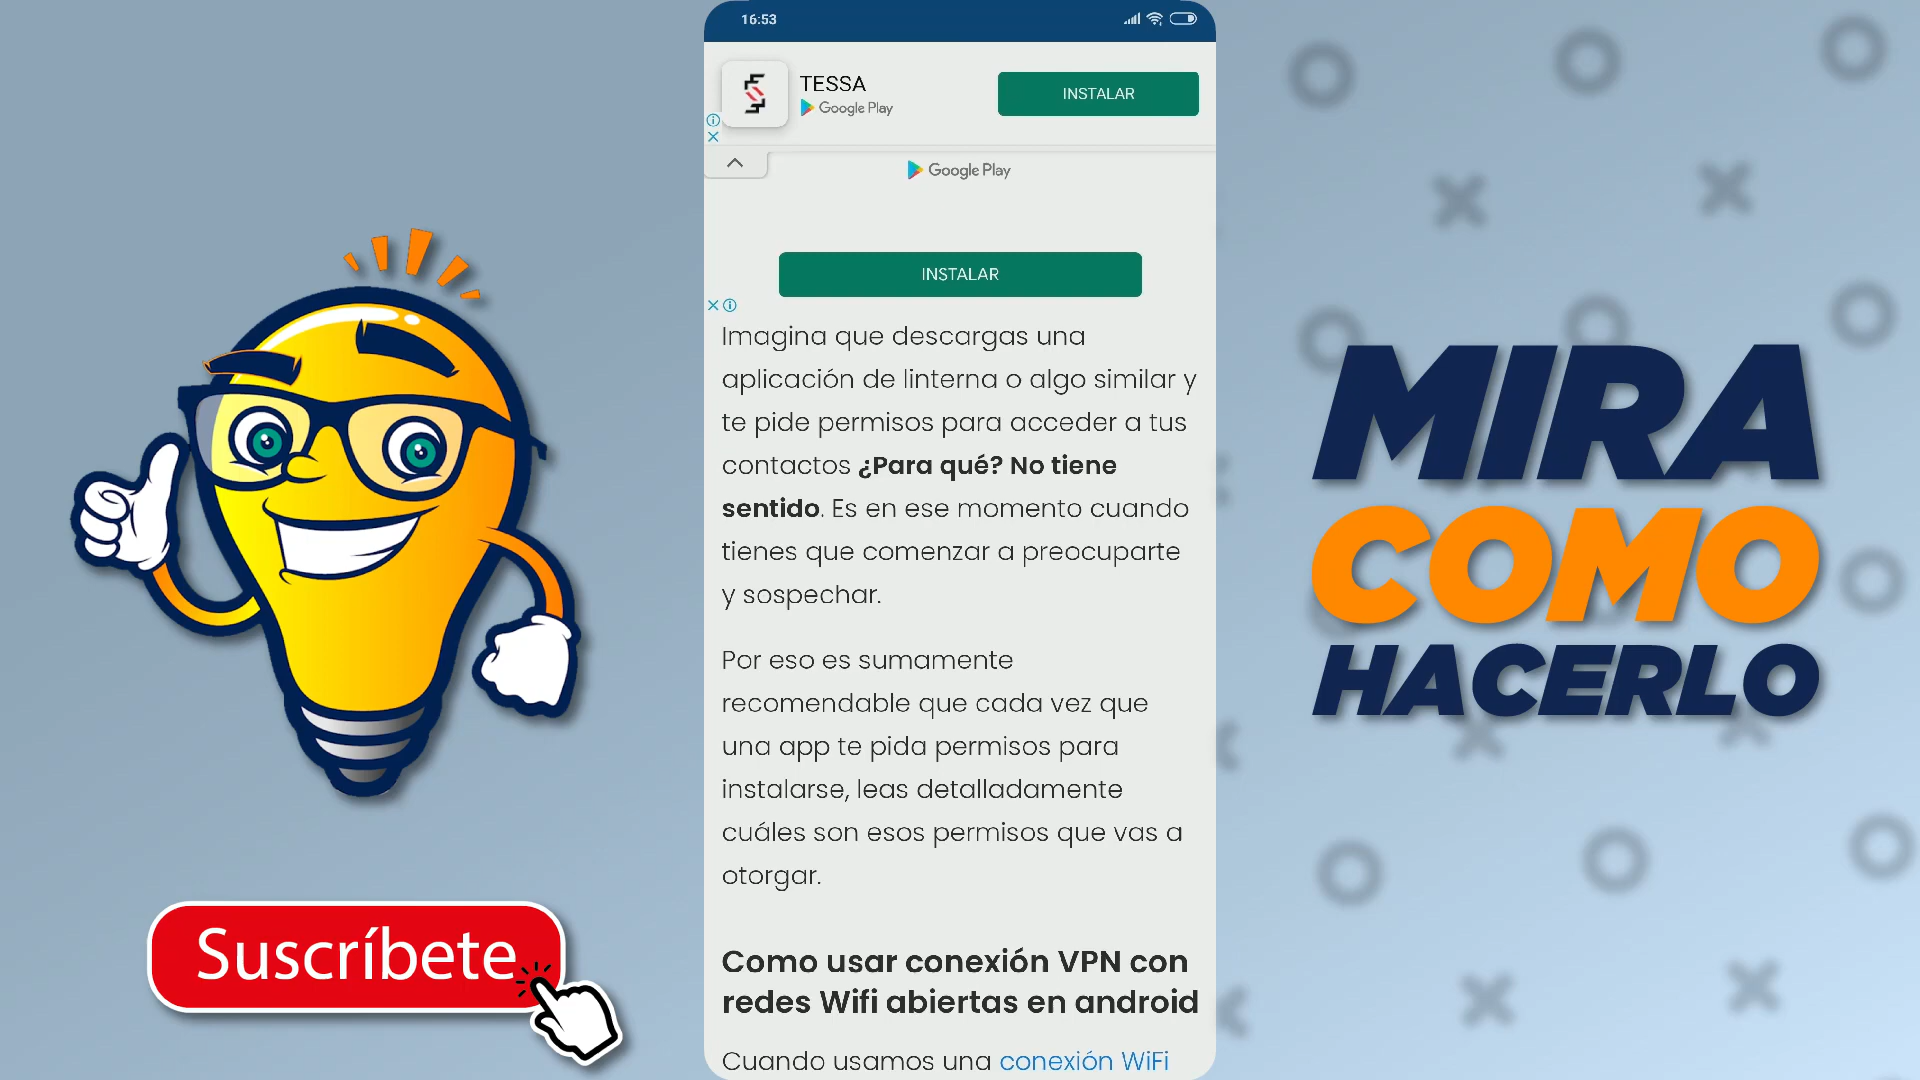 16:53
TESSA
Google Play
INSTALAR
Google Play
INSTALAR
Imagina que descargas una
aplicación de linterna o algo similar y
te pide permisos para acceder a tus
contactos ¿Para qué? No tiene
sentido. Es en ese momento cuando
tienes que comenzar a preocuparte
y sospechar.
Por eso es sumamente
recomendable que cada vez que
una app te pida permisos para
instalarse, leas detalladamente
cuáles son esos permisos que vas a
otorgar.
Como usar conexión VPN con
redes Wifi abiertas en android
Cuando usamos una conexión WiFi
Suscríbete
MIRA
COMO
HACERLO